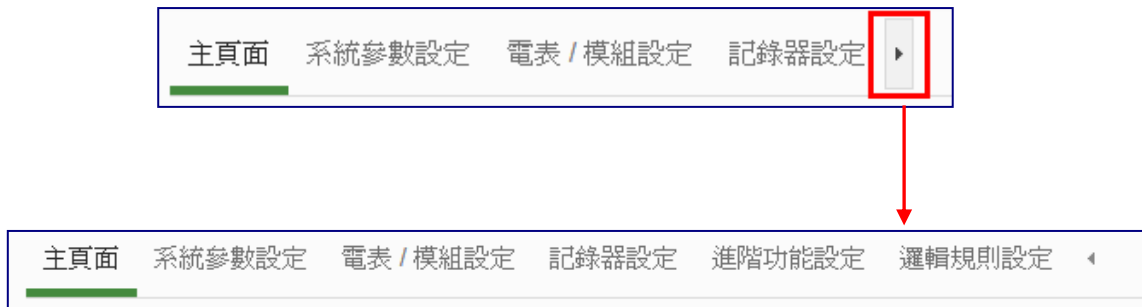 主頁面 系統參數設定 電表 / 模組設定 記錄器設定
主頁面 系統參數設定 電表 / 模組設定 記錄器設定 進階功能設定 邏輯規則設定